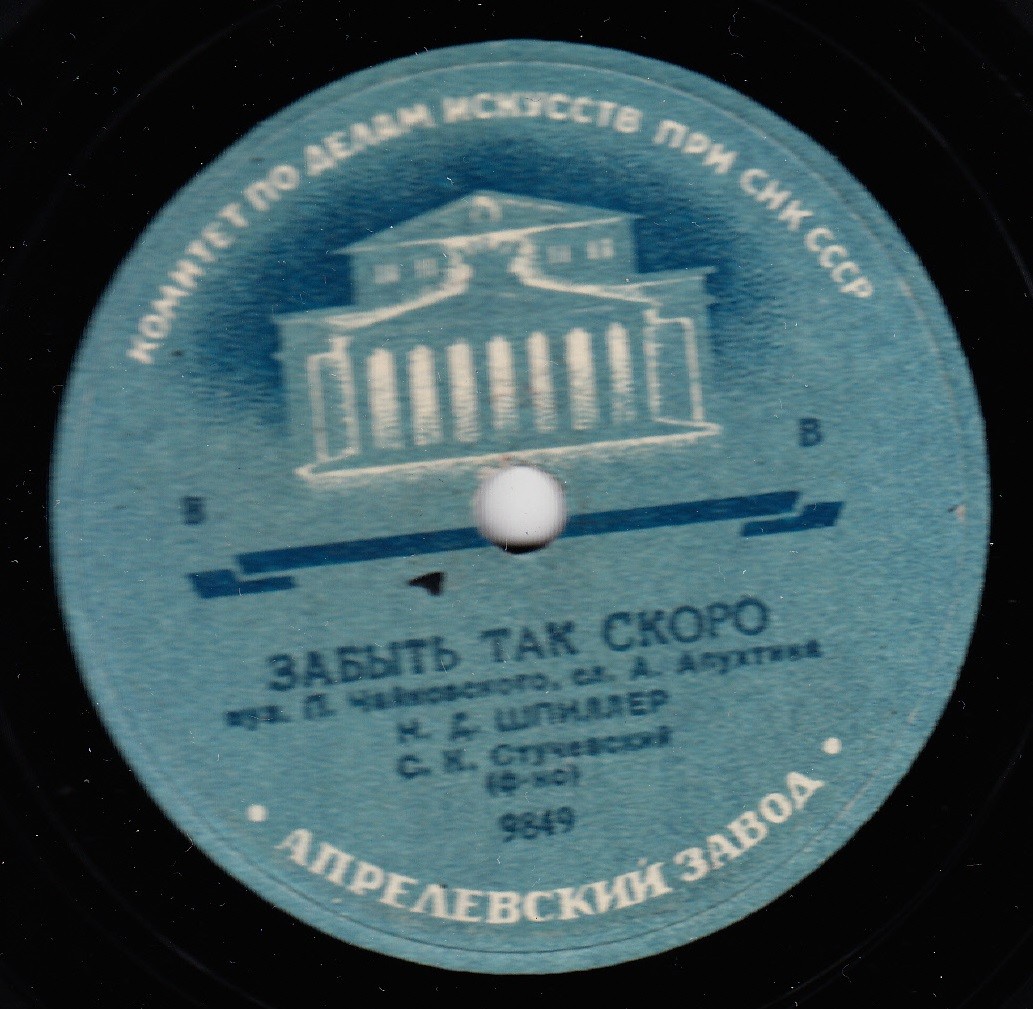 КОМИТЕТ ПО ДЕЛАМ ИСКУССТВ ПРИ СНК СССР
В В
ЗАБЫТЬ ТАК СКОРО
муз. П. Чайковского, сл. А. Апухтина
Н. Д. ШПИЛЛЕР
С. К. Стучевский
(ф-но)
9849
• АПРЕЛЕВСКИЙ ЗАВОД •